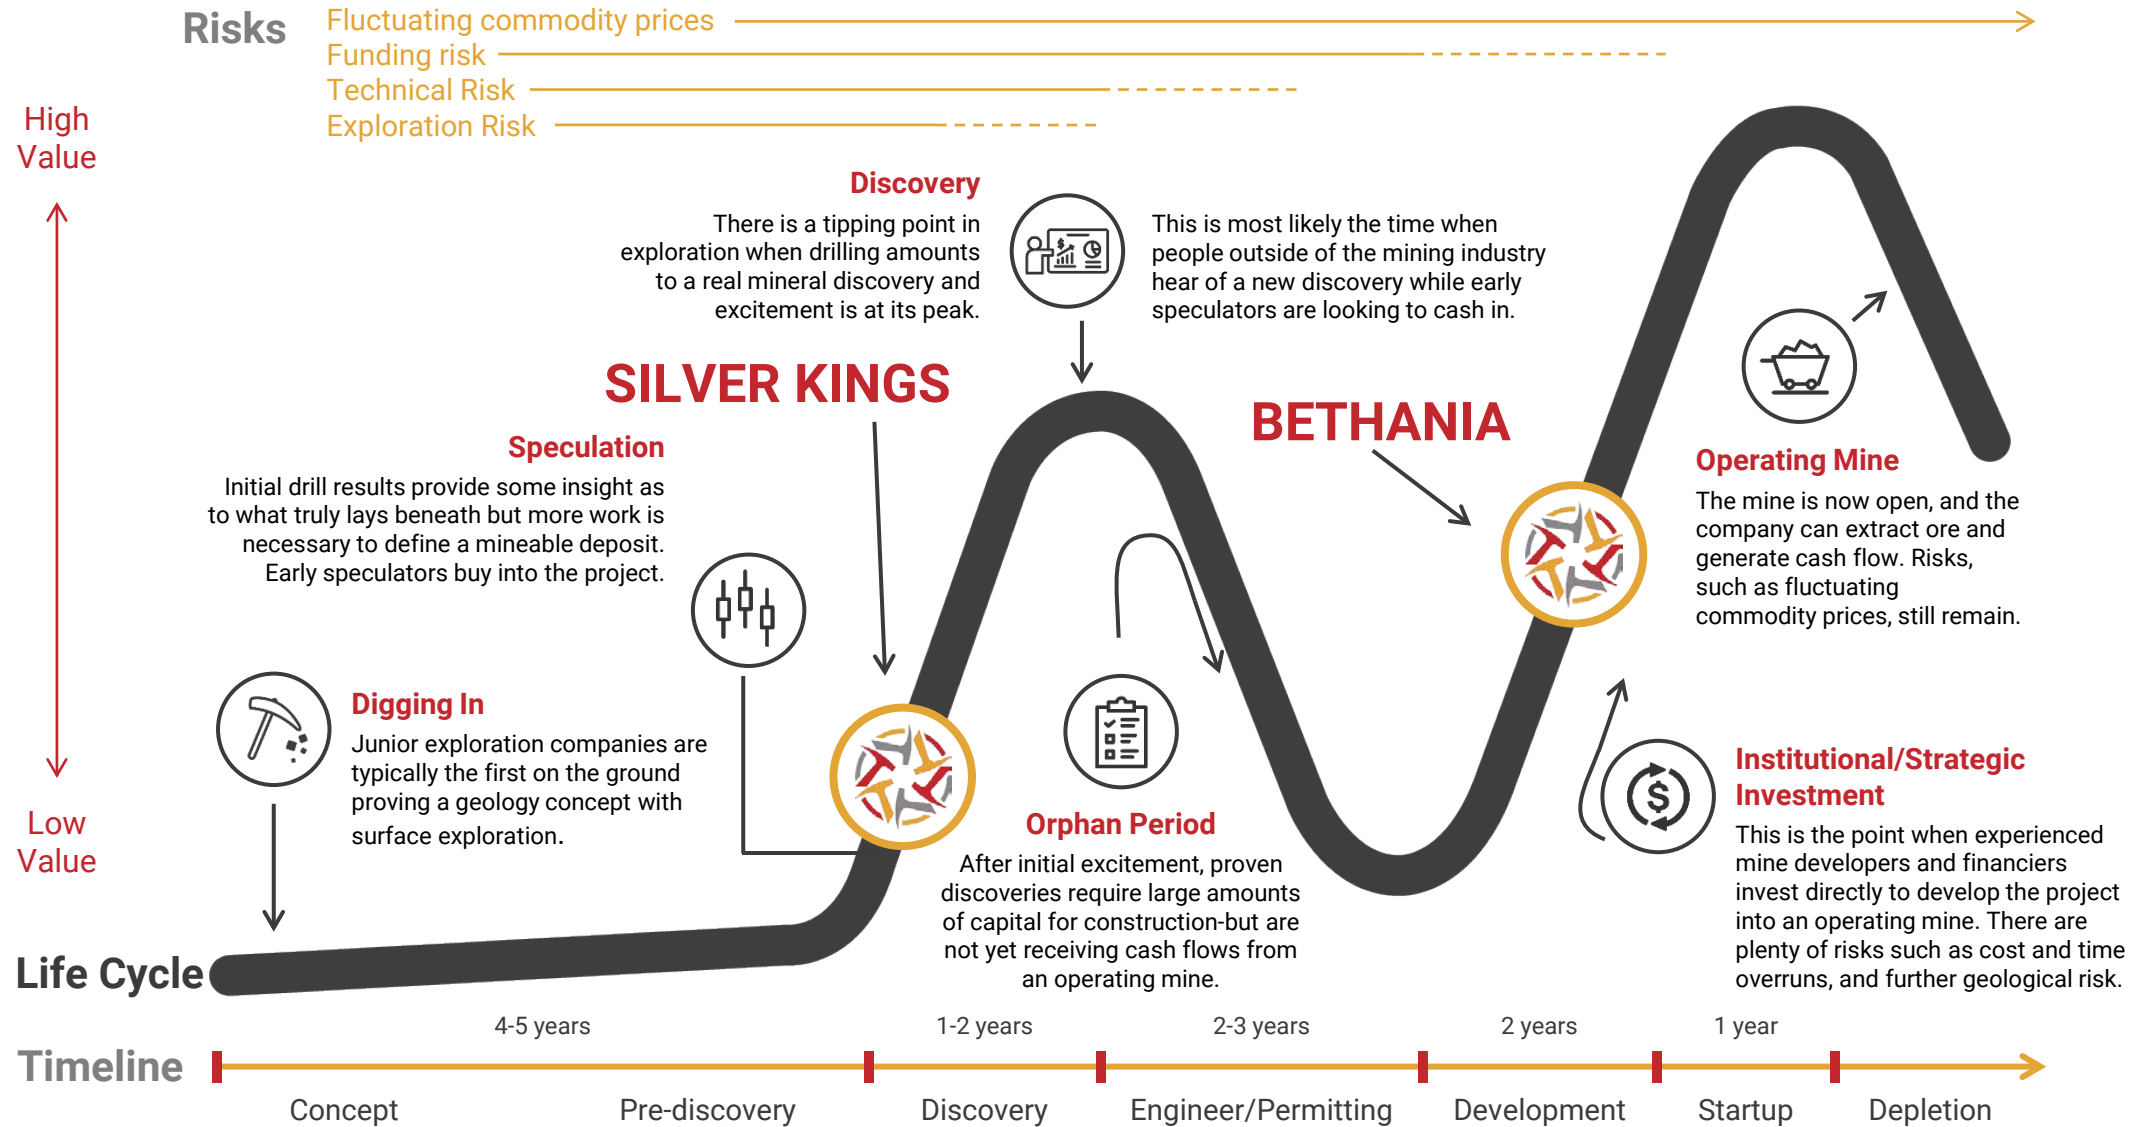 Risks
Fluctuating commodity prices
Funding risk
Technical Risk
Exploration Risk
High
Value
Low
Value
Discovery
There is a tipping point in
exploration when drilling amounts
to a real mineral discovery and
excitement is at its peak.
This is most likely the time when
people outside of the mining industry
hear of a new discovery while early
speculators are looking to cash in.
SILVER KINGS
BETHANIA
Speculation
Initial drill results provide some insight as
to what truly lays beneath but more work is
necessary to define a mineable deposit.
Early speculators buy into the project.
Operating Mine
The mine is now open, and the
company can extract ore and
generate cash flow. Risks,
such as fluctuating
commodity prices, still remain.
Digging In
Junior exploration companies are
typically the first on the ground
proving a geology concept with
surface exploration.
Orphan Period
After initial excitement, proven
discoveries require large amounts
of capital for construction-but are
not yet receiving cash flows from
an operating mine.
Institutional/Strategic
Investment
This is the point when experienced
mine developers and financiers
invest directly to develop the project
into an operating mine. There are
plenty of risks such as cost and time
overruns, and further geological risk.
Life Cycle
4-5 years
1-2 years
2-3 years
2 years
1 year
Timeline
Concept
Pre-discovery
Discovery
Engineer/Permitting
Development
Startup
Depletion